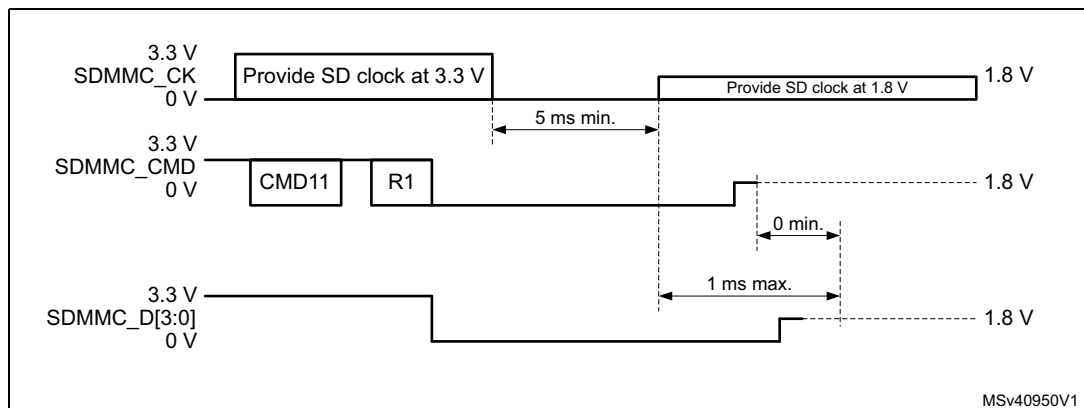 3.3 V
SDMMC_CK
0 V
Provide SD clock at 3.3 V
Provide SD clock at 1.8 V
1.8 V
5 ms min.
3.3 V
SDMMC_CMD
0 V
CMD11
R1
1.8 V
0 min.
1 ms max.
3.3 V
SDMMC_D[3:0]
0 V
1.8 V
MSv40950V1